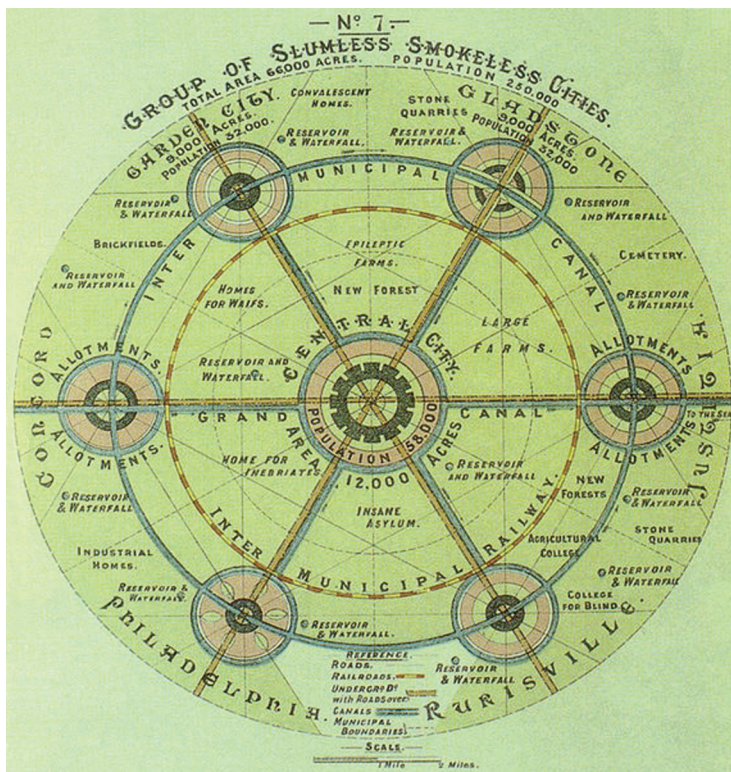 — Nº 7. —
GROUP OF SLUMLESS SMOKELESS CITIES.
TOTAL AREA 66,000 ACRES. POPULATION 250,000
GARDEN CITY.
9,000 ACRES.
POPULATION 32,000.
CONVALESCENT
HOMES.
STONE
QUARRIES
GLADSTONE
9,000 ACRES.
POPULATION
32,000
RESERVOIR
& WATERFALL.
RESERVOIR &
WATERFALL.
INTER MUNICIPAL CANAL
RESERVOIR
& WATERFALL
RESERVOIR
AND WATERFALL
BRICKFIELDS.
EPILEPTIC
FARMS.
CEMETERY.
RESERVOIR
AND WATERFALL
HOMES
FOR WAIFS.
NEW FOREST
RESERVOIR
& WATERFALL
LARGE
FARMS.
CONCORD
ALLOTMENTS.
RESERVOIR AND
WATERFALL.
CENTRAL CITY.
ALLOTMENTS
JUSTITIA
GRAND CANAL
TO THE SEA
POPULATION 58,000
AREA 12,000 ACRES
ALLOTMENTS.
ALLOTMENTS
HOME FOR
INEBRIATES.
RESERVOIR
AND WATERFALL
NEW
FORESTS
RESERVOIR
& WATERFALL
RESERVOIR
& WATERFALL
INSANE
ASYLUM.
STONE
QUARRIES
INTER MUNICIPAL RAILWAY.
AGRICULTURAL
COLLEGE
INDUSTRIAL
HOMES.
RESERVOIR
& WATERFALL
RESERVOIR &
WATERFALL.
COLLEGE
FOR BLIND.
RESERVOIR
& WATERFALL.
PHILADELPHIA.
RURISVILLE.
RESERVOIR
& WATERFALL
REFERENCE.
ROADS.
RAILROADS.
UNDERGRD Dº
with ROADS over
CANALS
MUNICIPAL
BOUNDARIES.
— SCALE. —
1 Mile 2 Miles.